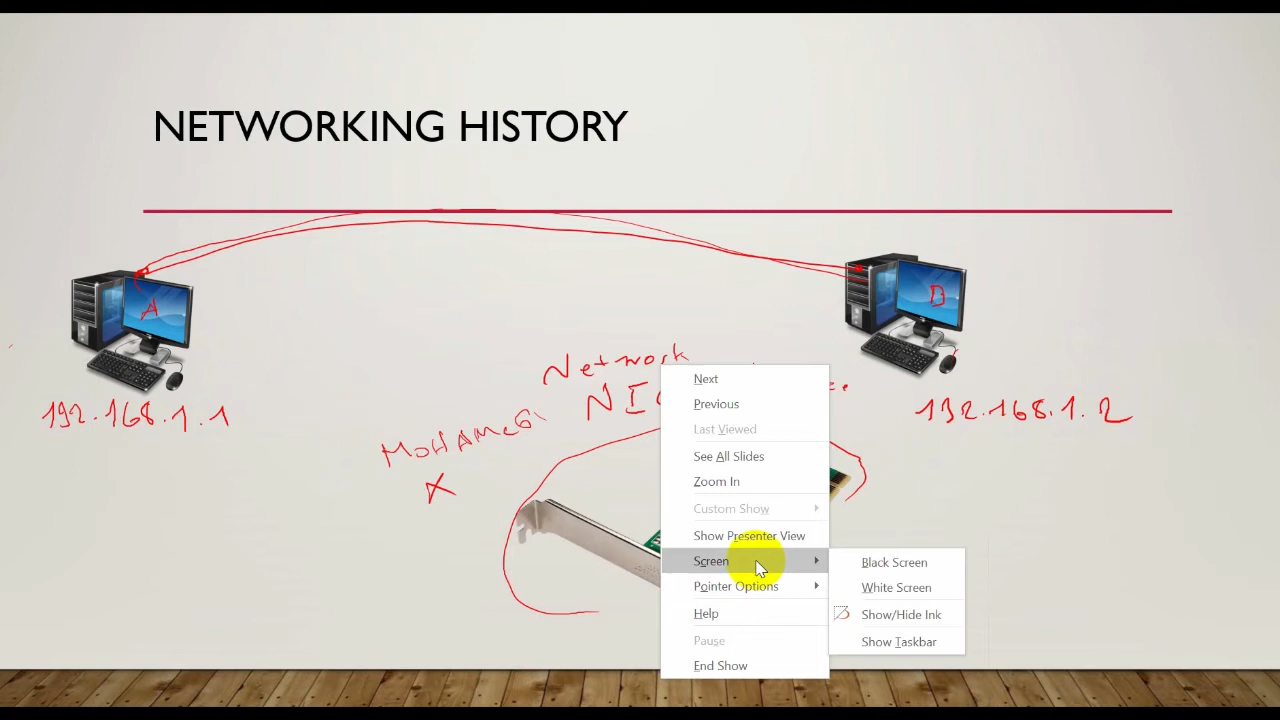 NETWORKING HISTORY
A
D
Network
NI
192.168.1.1
192.168.1.2
Next
Previous
Last Viewed
See All Slides
Zoom In
Custom Show
Show Presenter View
Screen
Pointer Options
Help
Pause
End Show
Black Screen
White Screen
Show/Hide Ink
Show Taskbar